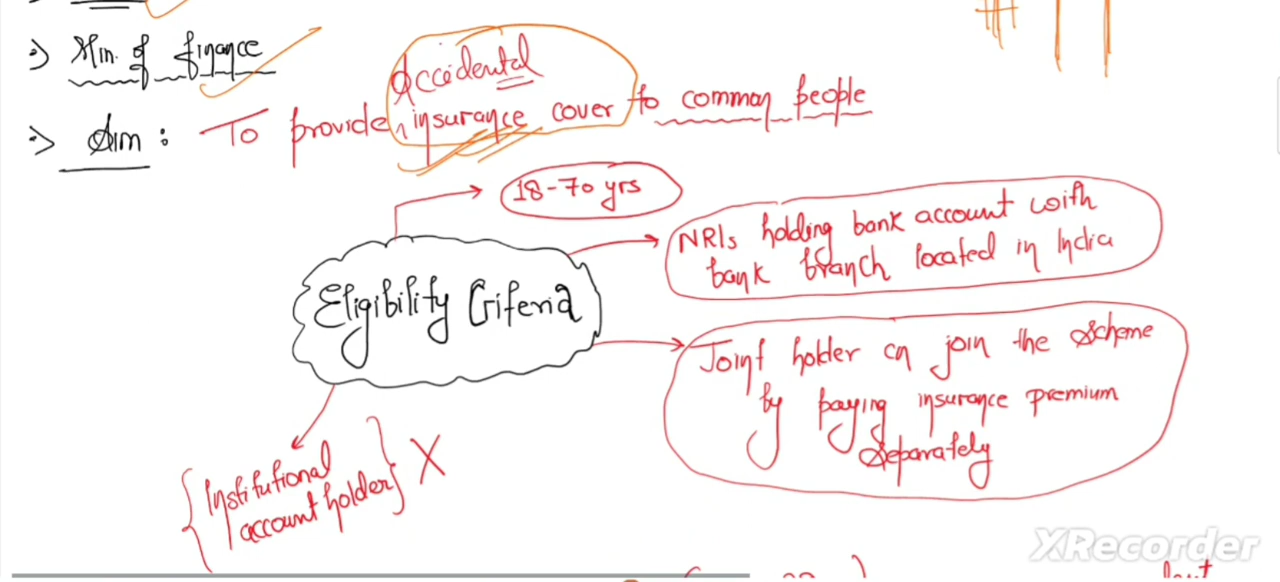 => Min. of finance
Accidental
=> Aim : To provide, insurance cover to common people
18-70 yrs
NRIs holding bank account with
bank branch located in India
Eligibility Criteria
Joint holder cn join the scheme
by paying insurance premium
separately
{Institutional
account holder} X
XRecorder